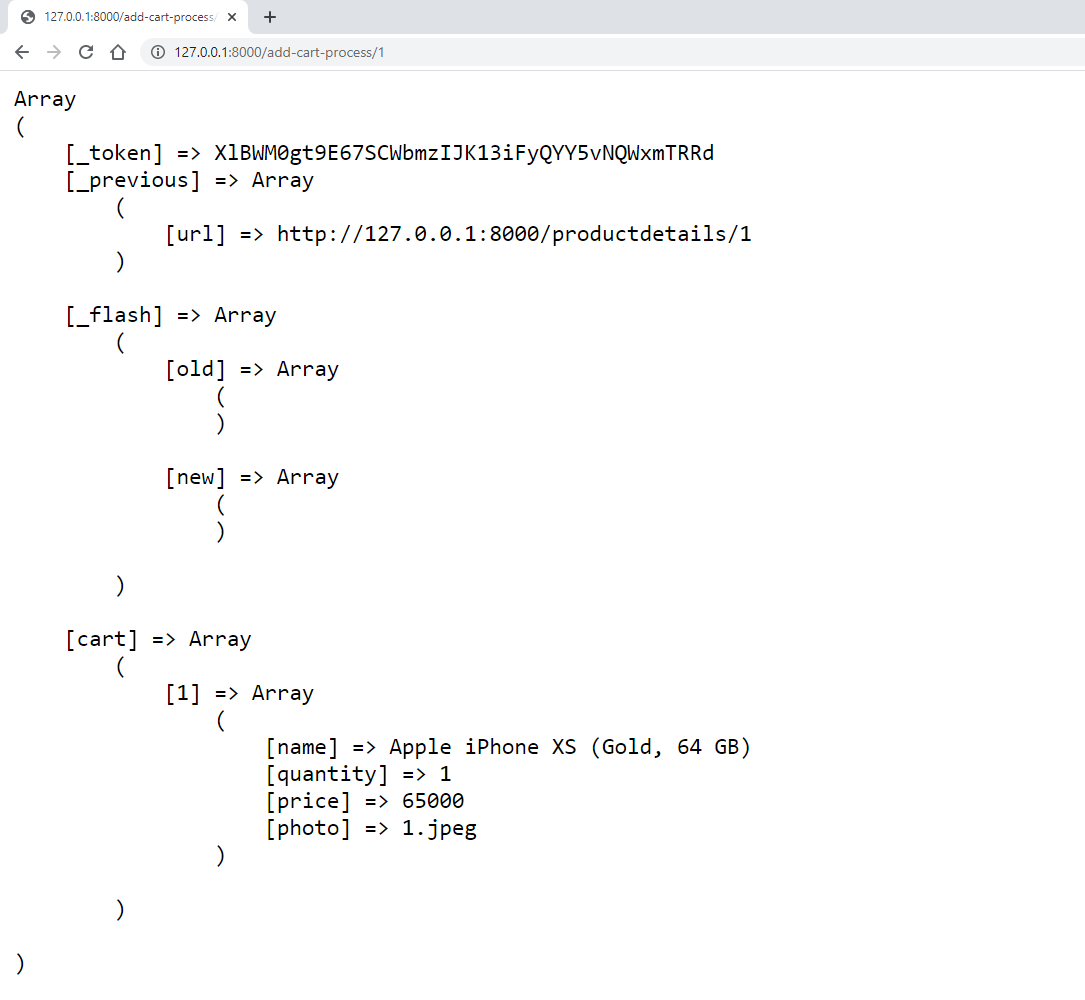 127.0.0.1:8000/add-cart-process/
127.0.0.1:8000/add-cart-process/1
Array
(
    [_token] => XlBWM0gt9E67SCWbmzIJK13iFyQYY5vNQWxmTRRd
    [_previous] => Array
        (
            [url] => http://127.0.0.1:8000/productdetails/1
        )
    [_flash] => Array
        (
            [old] => Array
                (
                )
            [new] => Array
                (
                )
        )
    [cart] => Array
        (
            [1] => Array
                (
                    [name] => Apple iPhone XS (Gold, 64 GB)
                    [quantity] => 1
                    [price] => 65000
                    [photo] => 1.jpeg
                )
        )
)